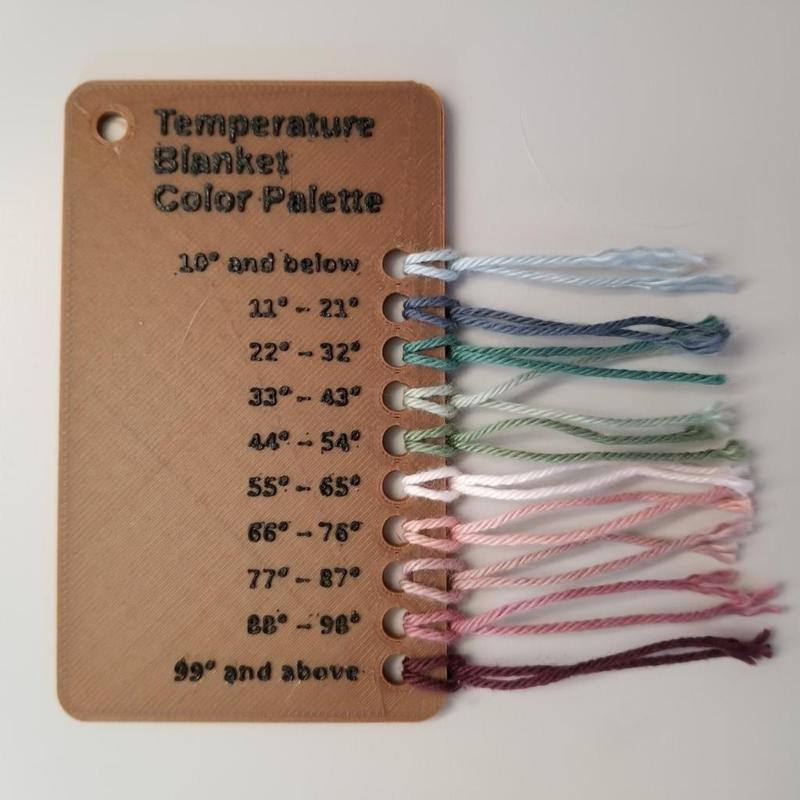 Temperature
Blanket
Color Palette
10° and below
11° - 21°
22° - 32°
33° - 43°
44° - 54°
55° - 65°
66° - 76°
77° - 87°
88° - 98°
99° and above